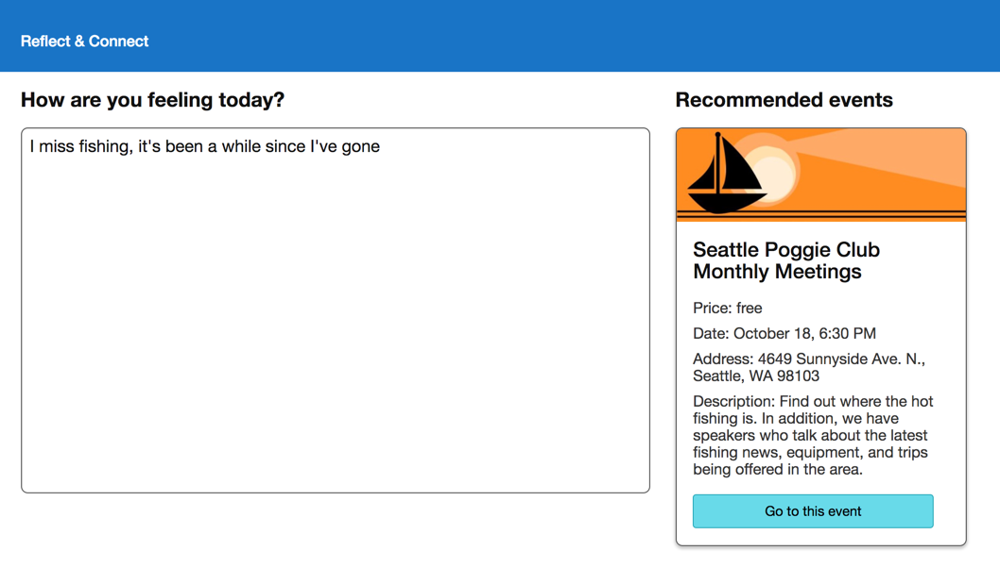 Reflect & Connect
How are you feeling today?
I miss fishing, it's been a while since I've gone
Recommended events
Seattle Poggie Club
Monthly Meetings
Price: free
Date: October 18, 6:30 PM
Address: 4649 Sunnyside Ave. N.,
Seattle, WA 98103
Description: Find out where the hot
fishing is. In addition, we have
speakers who talk about the latest
fishing news, equipment, and trips
being offered in the area.
Go to this event